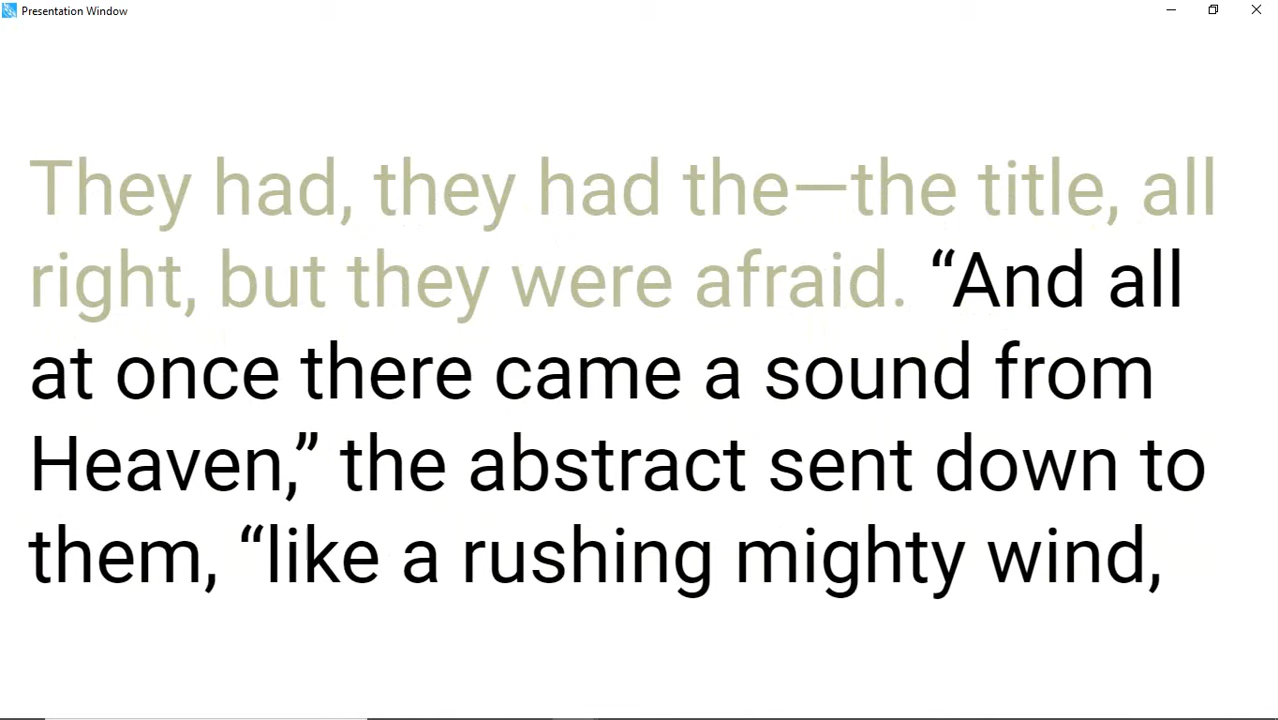 Presentation Window
They had, they had the—the title, all
right, but they were afraid. “And all
at once there came a sound from
Heaven,” the abstract sent down to
them, “like a rushing mighty wind,